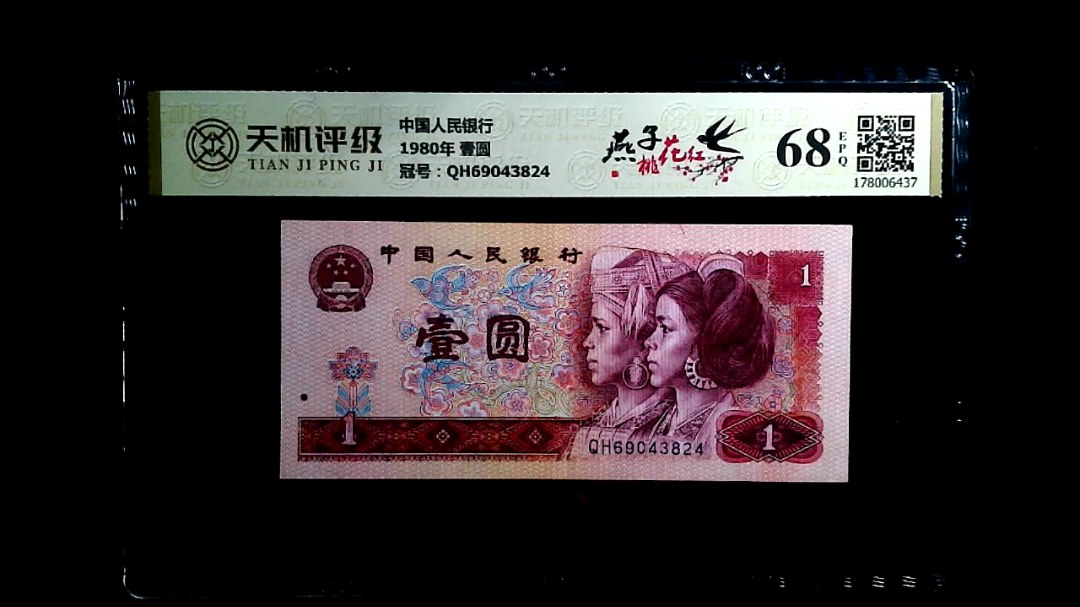 天机评级
TIAN JI PING JI
中国人民银行
1980年 壹圆
冠号：QH69043824
燕子
桃花红
68
EPQ
178006437
中国人民银行
1
壹圆
1
QH69043824
1